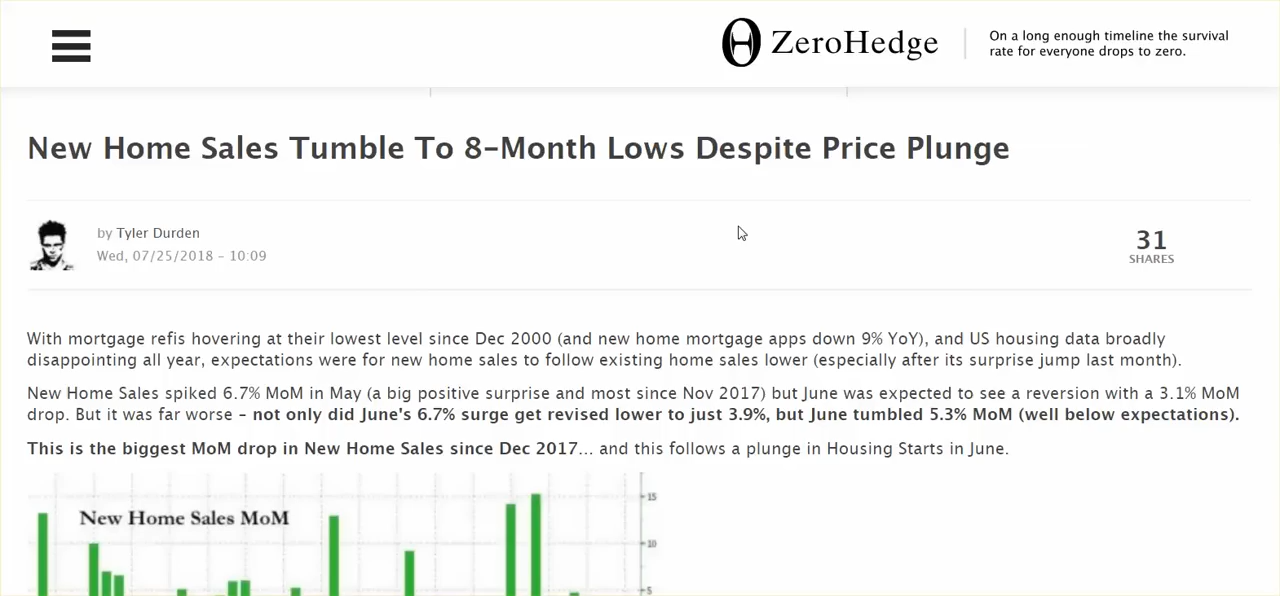 ZeroHedge
On a long enough timeline the survival
rate for everyone drops to zero.
New Home Sales Tumble To 8-Month Lows Despite Price Plunge
by Tyler Durden
Wed, 07/25/2018 - 10:09
31
SHARES
With mortgage refis hovering at their lowest level since Dec 2000 (and new home mortgage apps down 9% YoY), and US housing data broadly
disappointing all year, expectations were for new home sales to follow existing home sales lower (especially after its surprise jump last month).
New Home Sales spiked 6.7% MoM in May (a big positive surprise and most since Nov 2017) but June was expected to see a reversion with a 3.1% MoM
drop. But it was far worse - not only did June's 6.7% surge get revised lower to just 3.9%, but June tumbled 5.3% MoM (well below expectations).
This is the biggest MoM drop in New Home Sales since Dec 2017... and this follows a plunge in Housing Starts in June.
New Home Sales MoM
15
10
5